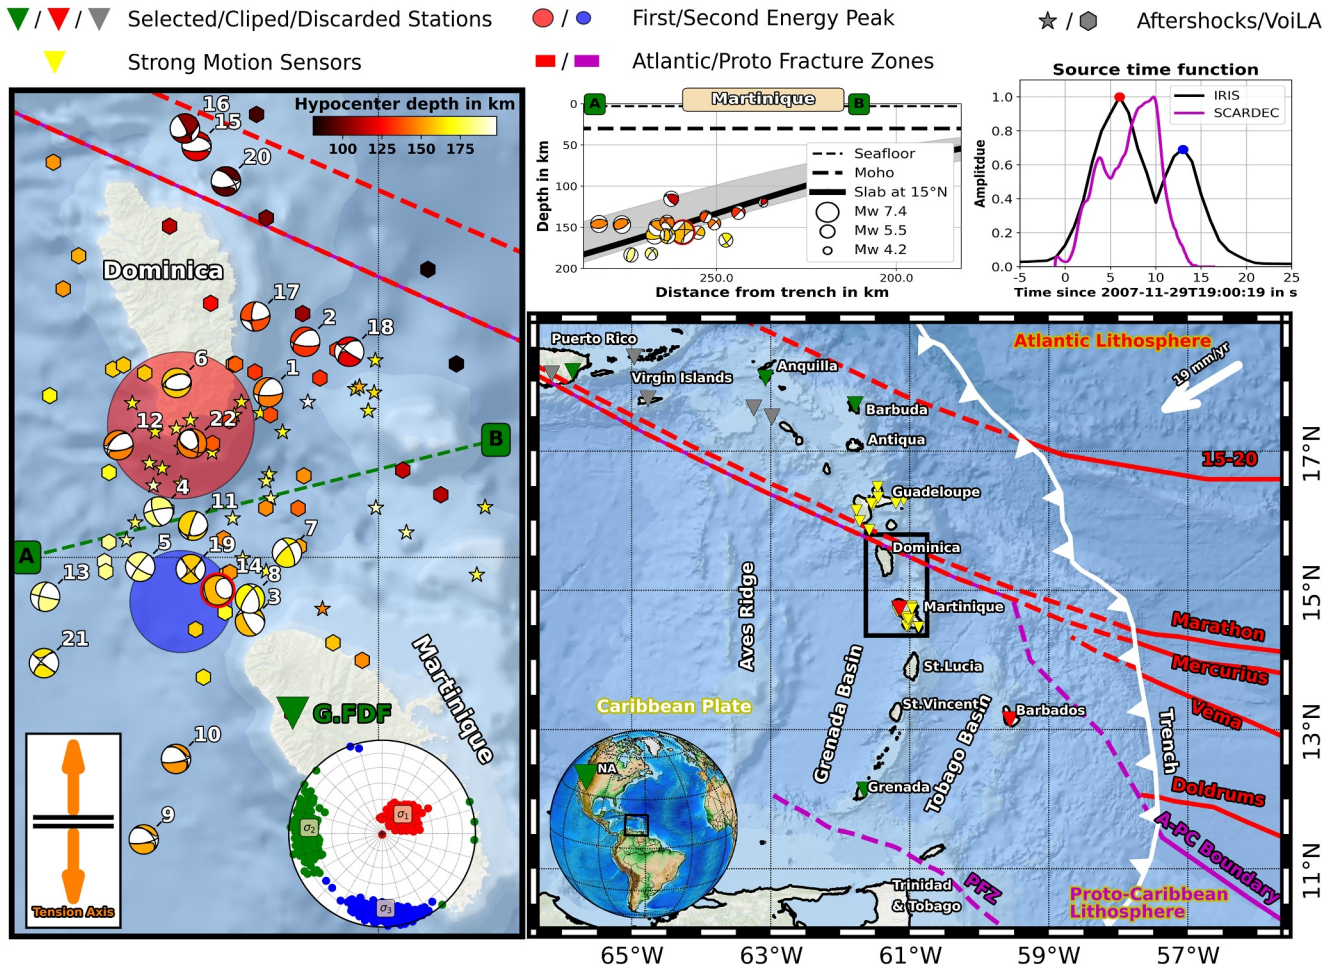 / / Selected/Cliped/Discarded Stations
Strong Motion Sensors
/ First/Second Energy Peak
/ Atlantic/Proto Fracture Zones
/ Aftershocks/VoiLA
Hypocenter depth in km
100 125 150 175
16
15
20
Dominica
17
2
18
6
1
12
22
4
11
7
5
19
14
8
13
3
21
10
9
A
B
Martinique
G.FDF
σ1
σ2
σ3
Tension Axis
A
Martinique
B
0
50
100
150
200
Depth in km
Seafloor
Moho
Slab at 15°N
Mw 7.4
Mw 5.5
Mw 4.2
250.0 200.0
Distance from trench in km
Source time function
IRIS
SCARDEC
1.0
0.8
0.6
0.4
0.2
0.0
Amplitdue
-5 0 5 10 15 20 25
Time since 2007-11-29T19:00:19 in s
Puerto Rico
Virgin Islands
Anquilla
Barbuda
Antiqua
Guadeloupe
Dominica
Martinique
St.Lucia
St.Vincent
Barbados
Grenada
Trinidad
& Tobago
Atlantic Lithosphere
19 mm/yr
15-20
Marathon
Mercurius
Vema
Doldrums
A-PC Boundary
Trench
Aves Ridge
Grenada Basin
Tobago Basin
Caribbean Plate
PFZ
Proto-Caribbean
Lithosphere
NA
17°N
15°N
13°N
11°N
65°W 63°W 61°W 59°W 57°W